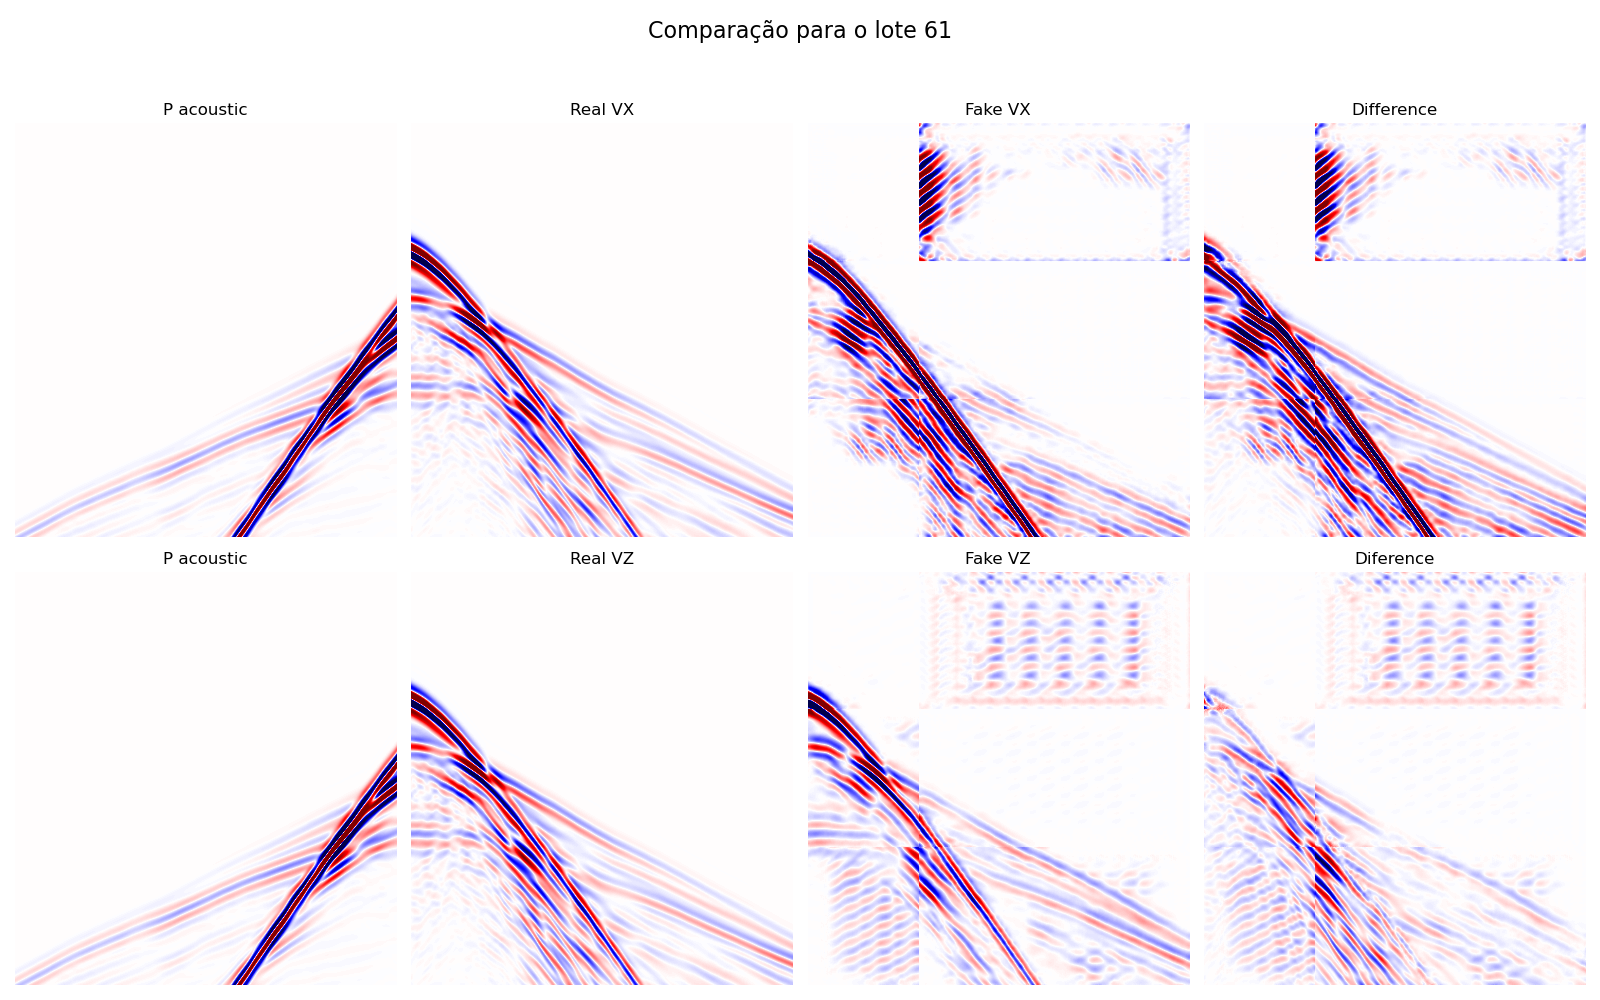 Comparação para o lote 61
P acoustic
Real VX
Fake VX
Difference
P acoustic
Real VZ
Fake VZ
Diference